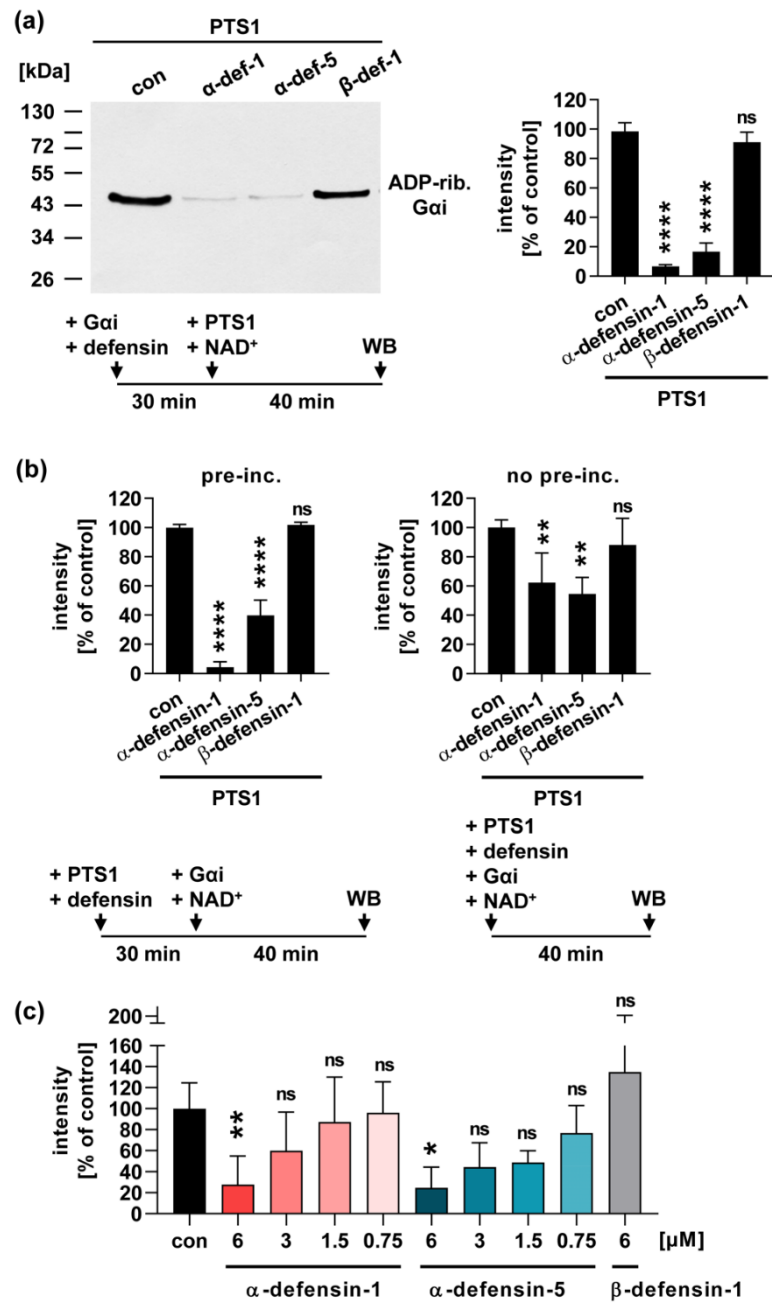 (a)
PTS1
[kDa]
con
α-def-1
α-def-5
β-def-1
130
72
55
43
34
26
ADP-rib.
Gαi
+ Gαi
+ defensin
+ PTS1
+ NAD⁺
WB
30 min
40 min
intensity
[% of control]
120
100
80
60
40
20
0
****
****
ns
con
α-defensin-1
α-defensin-5
β-defensin-1
PTS1
(b)
pre-inc.
intensity
[% of control]
120
100
80
60
40
20
0
****
****
ns
con
α-defensin-1
α-defensin-5
β-defensin-1
PTS1
+ PTS1
+ defensin
+ Gαi
+ NAD⁺
WB
30 min
40 min
no pre-inc.
intensity
[% of control]
120
100
80
60
40
20
0
**
**
ns
con
α-defensin-1
α-defensin-5
β-defensin-1
PTS1
+ PTS1
+ defensin
+ Gαi
+ NAD⁺
WB
40 min
(c)
intensity
[% of control]
200
160
140
120
100
80
60
40
20
0
**
ns
ns
ns
*
ns
ns
ns
ns
con 6 3 1.5 0.75 6 3 1.5 0.75 6 [µM]
α-defensin-1 α-defensin-5 β-defensin-1